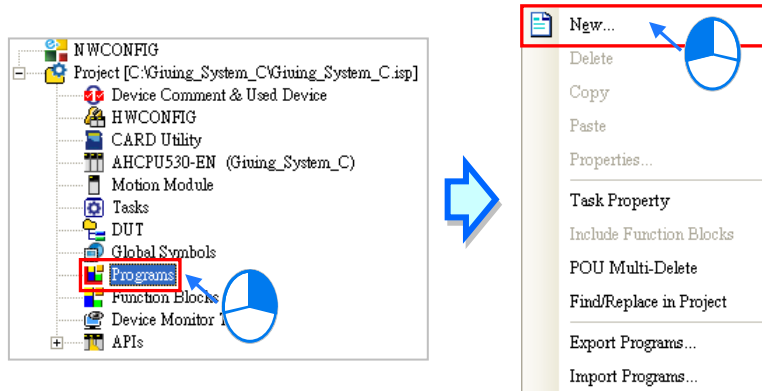 NWCONFIG
Project [C:\Giuing_System_C\Giuing_System_C.isp]
Device Comment & Used Device
HWCONFIG
CARD Utility
AHCPU530-EN (Giuing_System_C)
Motion Module
Tasks
DUT
Global Symbols
Programs
Function Blocks
Device Monitor T
APIs
New...
Delete
Copy
Paste
Properties...
Task Property
Include Function Blocks
POU Multi-Delete
Find/Replace in Project
Export Programs...
Import Programs...